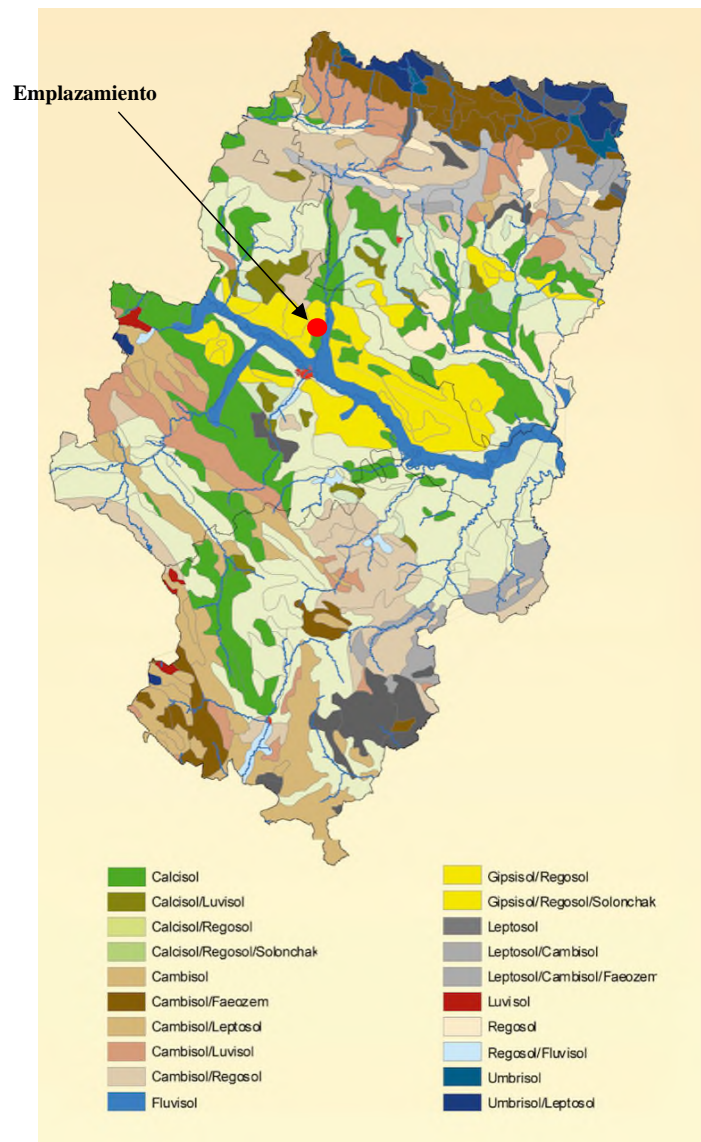 Emplazamiento
Calcisol
Calcisol/Luvisol
Calcisol/Regosol
Calcisol/Regosol/Solonchak
Cambisol
Cambisol/Faeozem
Cambisol/Leptosol
Cambisol/Luvisol
Cambisol/Regosol
Fluvisol
Gipsisol/Regosol
Gipsisol/Regosol/Solonchak
Leptosol
Leptosol/Cambisol
Leptosol/Cambisol/Faeozem
Luvisol
Regosol
Regosol/Fluvisol
Umbrisol
Umbrisol/Leptosol